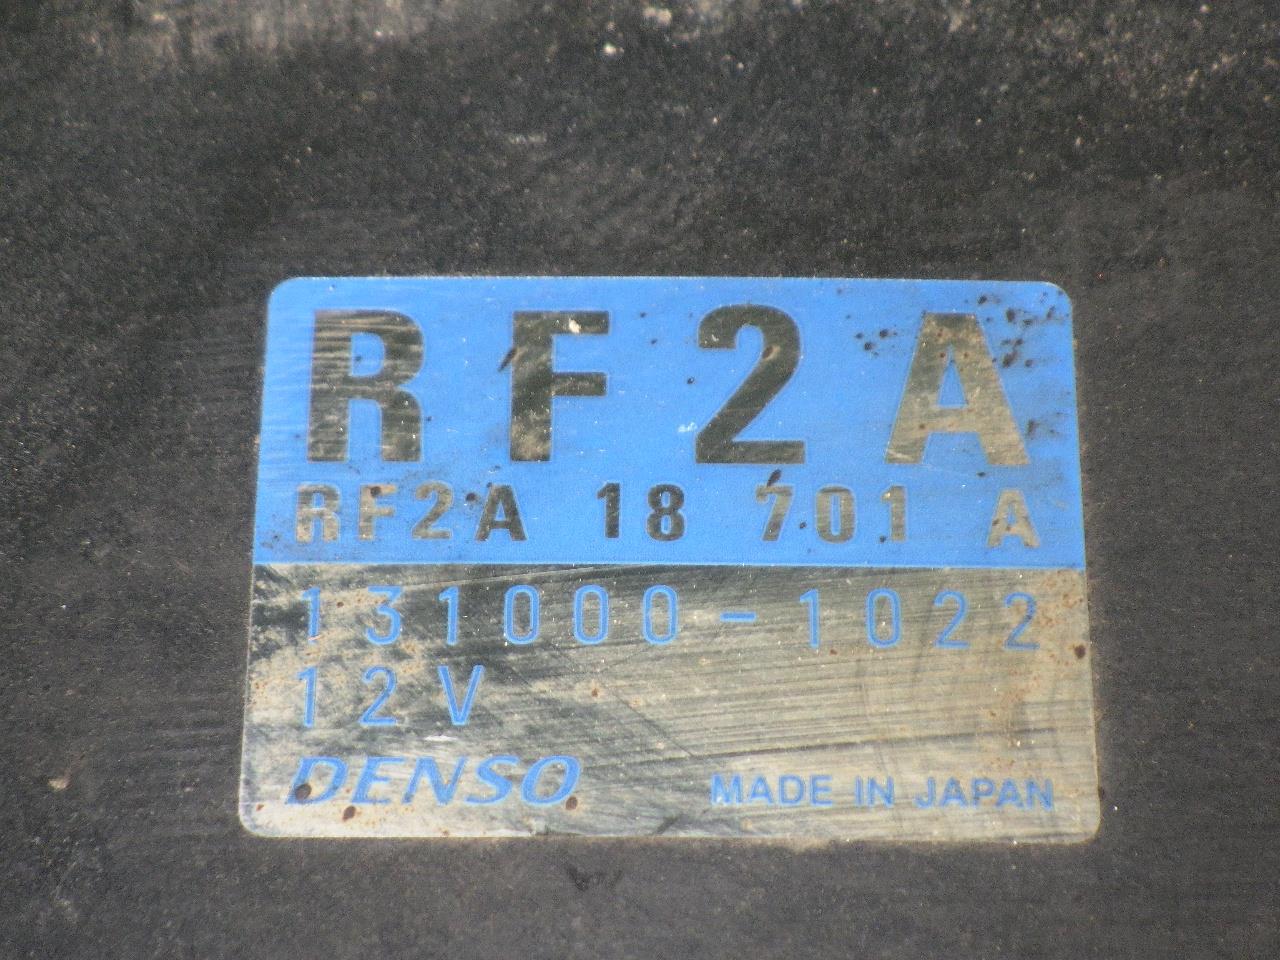 RF2A
RF2A 18 701 A
131000-1022
12V
DENSO MADE IN JAPAN